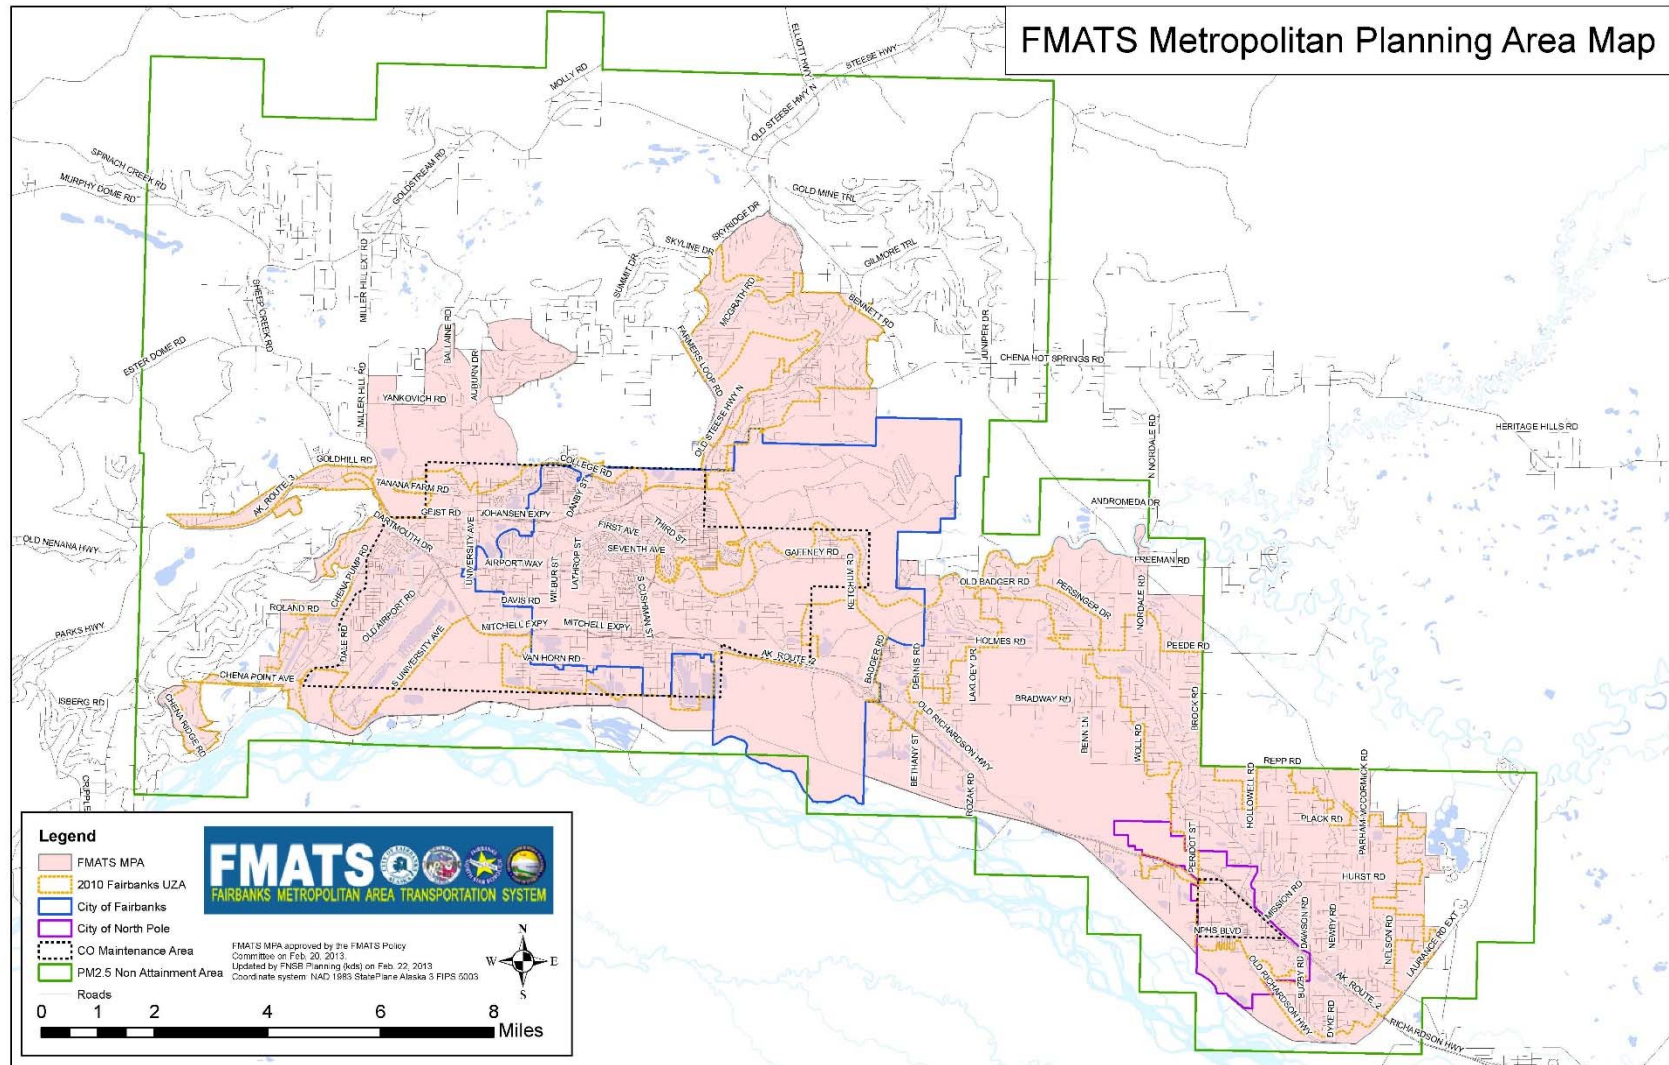 FMATS Metropolitan Planning Area Map
ELLIOTT HWY
STEESE HWY
MOLLY RD
OLD STEESE HWY N
SPINACH CREEK RD
MURPHY DOME RD
GOLDSTREAM RD
GOLD MINE TRL
SKYRIDGE DR
SKYLINE DR
GILMORE TRL
SUMMIT DR
MILLER HILL EXT RD
SHEEP CREEK RD
MCGRATH RD
BENNETT RD
BALLAINE RD
AUBURN DR
FARMERS LOOP RD
JUNIPER DR
CHENA HOT SPRINGS RD
ESTER DOME RD
MILLER HILL RD
YANKOVICH RD
OLD STEESE HWY N
N NORDALE RD
HERITAGE HILLS RD
GOLDHILL RD
COLLEGE RD
AK_ROUTE_3
TANANA FARM RD
DANBY ST
ANDROMEDA DR
GEIST RD
JOHANSEN EXPY
DARTMOUTH DR
UNIVERSITY AVE
FIRST AVE
THIRD ST
OLD NENANA HWY
SEVENTH AVE
GAFFNEY RD
FREEMAN RD
AIRPORT WAY
WILBUR ST
LATHROP ST
CHENA PUMP RD
KETCHUM RD
OLD BADGER RD
PERSINGER DR
NORDALE RD
ROLAND RD
OLD AIRPORT RD
DAVIS RD
S CUSHMAN ST
PARKS HWY
DALE RD
S UNIVERSITY AVE
MITCHELL EXPY
MITCHELL EXPY
HOLMES RD
PEEDE RD
VAN HORN RD
AK_ROUTE_2
BADGER RD
DENNIS RD
LAKLOEY DR
CHENA POINT AVE
ISBERG RD
CHENA RIDGE RD
BRADWAY RD
BROCK RD
OLD RICHARDSON HWY
BENN LN
WOLL RD
BETHANY ST
REPP RD
ROZAK RD
HOLLOWELL RD
PLACK RD
PARHAM-MCCORMICK RD
PERIDOT ST
HURST RD
MISSION RD
NPHS BLVD
DAWSON RD
NEWBY RD
NELSON RD
LAURANCE RD EXT
OLD RICHARDSON HWY
BUZBY RD
AK_ROUTE_2
DYKE RD
RICHARDSON HWY
Legend
FMATS MPA
2010 Fairbanks UZA
City of Fairbanks
City of North Pole
CO Maintenance Area
PM2.5 Non Attainment Area
Roads
FMATS
FAIRBANKS METROPOLITAN AREA TRANSPORTATION SYSTEM
FMATS MPA approved by the FMATS Policy
Committee on Feb. 20, 2013.
Updated by FNSB Planning (kds) on Feb. 22, 2013
Coordinate system: NAD 1983 StatePlane Alaska 3 FIPS 5003
N
W E
S
0 1 2 4 6 8
Miles